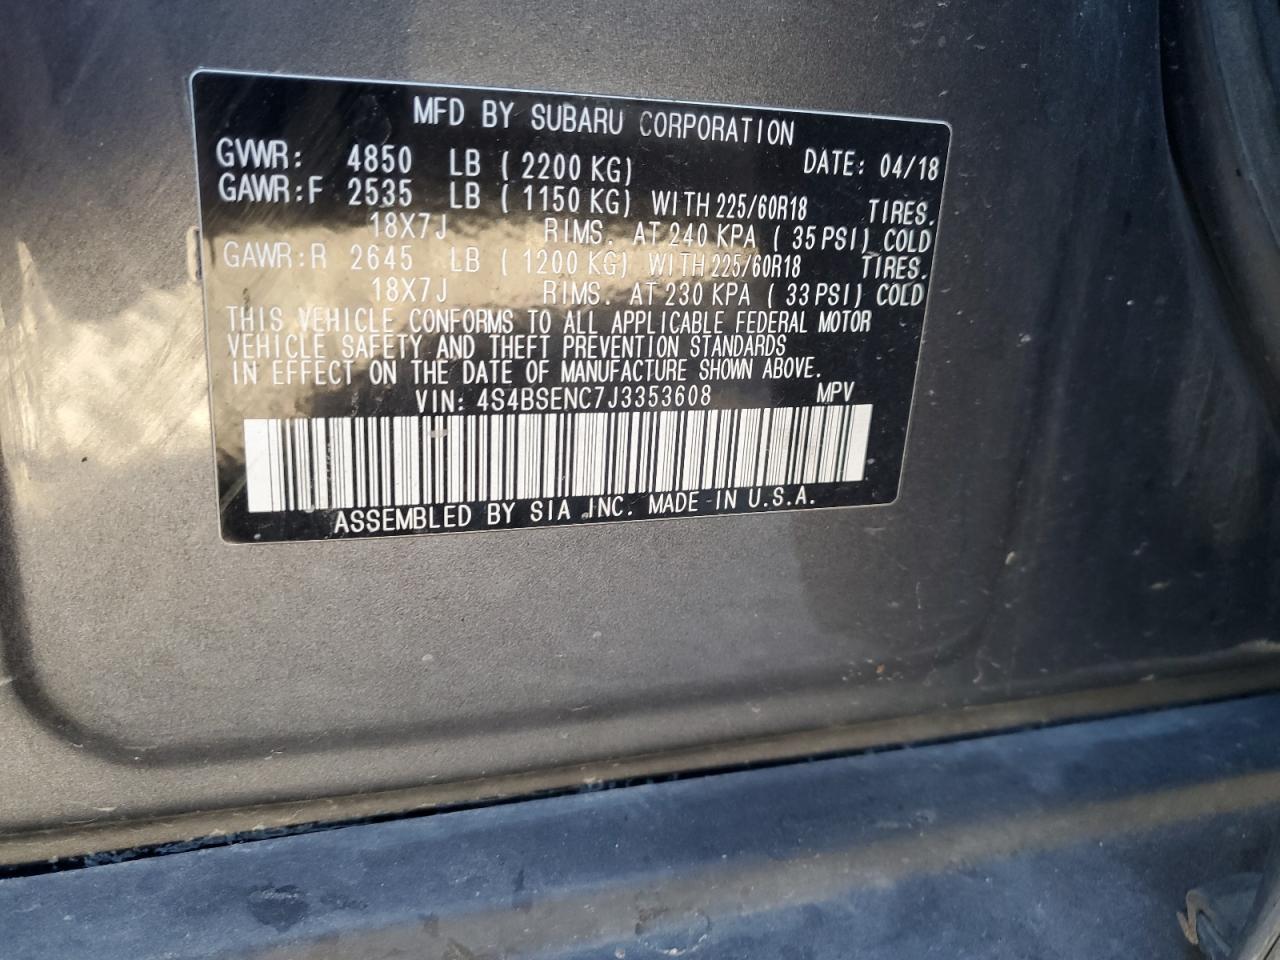 MFD BY SUBARU CORPORATION
GVWR: 4850 LB ( 2200 KG) DATE: 04/18
GAWR:F 2535 LB ( 1150 KG) WITH 225/60R18 TIRES.
18X7J RIMS. AT 240 KPA ( 35 PSI) COLD
GAWR:R 2645 LB ( 1200 KG) WITH 225/60R18 TIRES.
18X7J RIMS. AT 230 KPA ( 33 PSI) COLD
THIS VEHICLE CONFORMS TO ALL APPLICABLE FEDERAL MOTOR
VEHICLE SAFETY AND THEFT PREVENTION STANDARDS
IN EFFECT ON THE DATE OF MANUFACTURE SHOWN ABOVE.
VIN: 4S4BSENC7J3353608 MPV
ASSEMBLED BY SIA INC. MADE IN U.S.A.